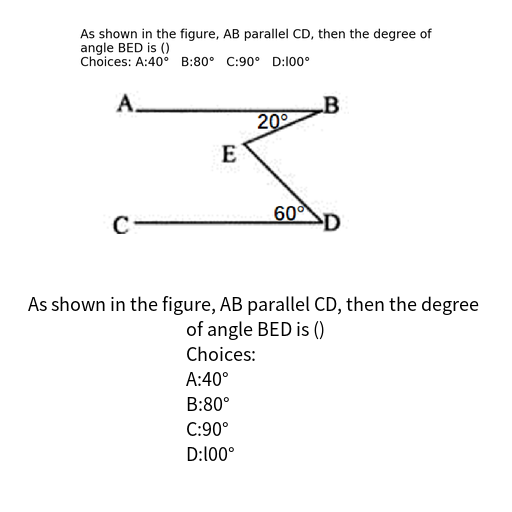 As shown in the figure, AB parallel CD, then the degree of
angle BED is ()
Choices: A:40°   B:80°   C:90°   D:l00°
A
B
20°
E
60°
C
D
As shown in the figure, AB parallel CD, then the degree
of angle BED is ()
Choices:
A:40°
B:80°
C:90°
D:l00°